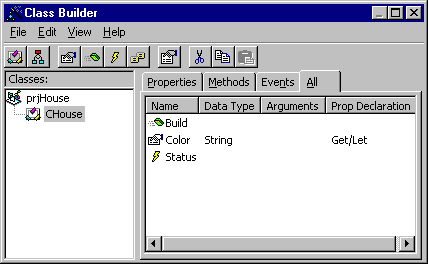 Class Builder
File Edit View Help
Classes:
prjHouse
CHouse
Properties Methods Events All
Name Data Type Arguments Prop Declaration
Build
Color String Get/Let
Status